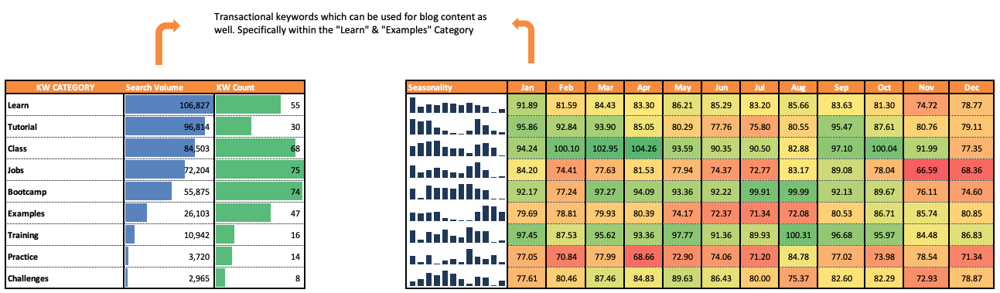 Transactional keywords which can be used for blog content as
well. Specifically within the "Learn" & "Examples" Category
KW CATEGORY Search Volume KW Count
Learn 106,827 55
Tutorial 96,814 30
Class 84,503 68
Jobs 72,204 75
Bootcamp 55,875 74
Examples 26,103 47
Training 10,942 16
Practice 3,720 14
Challenges 2,965 8
Seasonality Jan Feb Mar Apr May Jun Jul Aug Sep Oct Nov Dec
91.89 81.59 84.43 83.30 86.21 85.29 83.20 85.66 83.63 81.30 74.72 78.77
95.86 92.84 93.90 85.05 80.29 77.76 75.80 80.55 95.47 87.61 80.76 79.11
94.24 100.10 102.95 104.26 93.59 90.35 90.50 82.88 97.10 100.04 91.99 77.35
84.20 74.41 77.63 81.53 77.94 74.37 72.77 83.17 89.08 78.04 66.59 68.36
92.17 77.24 97.27 94.09 93.36 92.22 99.91 99.99 92.13 89.67 76.11 74.60
79.69 78.81 79.93 80.39 74.17 72.37 71.34 72.08 80.53 86.71 85.74 80.85
97.45 87.53 95.62 93.36 97.77 91.36 89.93 100.31 96.68 95.97 84.48 86.83
77.05 70.84 77.99 68.66 72.90 74.06 71.20 84.78 77.02 73.98 78.54 71.34
77.61 80.46 87.46 84.83 89.63 86.43 80.00 75.37 82.60 82.29 72.93 78.87